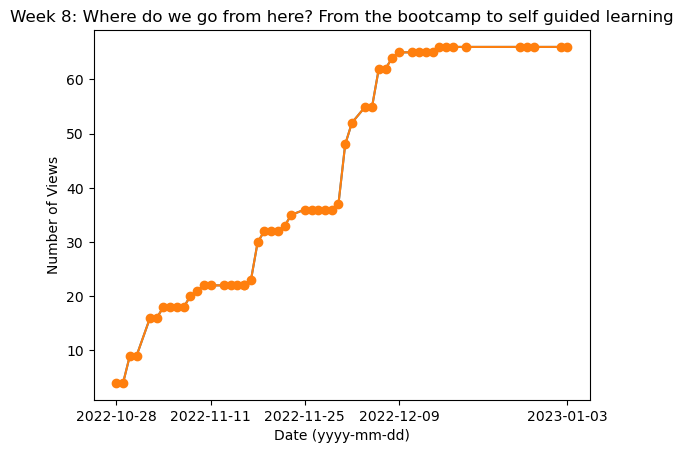 Week 8: Where do we go from here? From the bootcamp to self guided learning
Number of Views
60
50
40
30
20
10
2022-10-28 2022-11-11 2022-11-25 2022-12-09 2023-01-03
Date (yyyy-mm-dd)